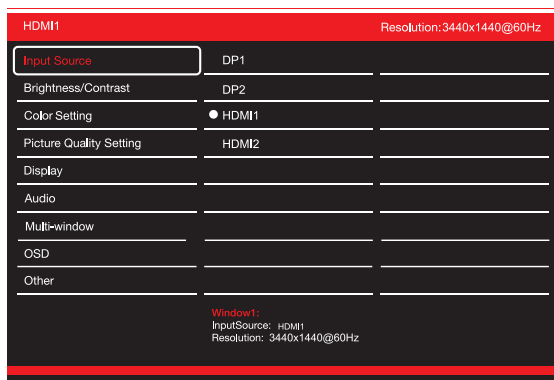 HDMI1 Resolution:3440x1440@60Hz
Input Source DP1
Brightness/Contrast DP2
Color Setting HDMI1
Picture Quality Setting HDMI2
Display
Audio
Multi-window
OSD
Other
Window1:
InputSource: HDMI1
Resolution: 3440x1440@60Hz